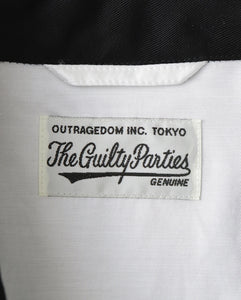 OUTRAGEDOM INC. TOKYO
The Guilty Parties
GENUINE